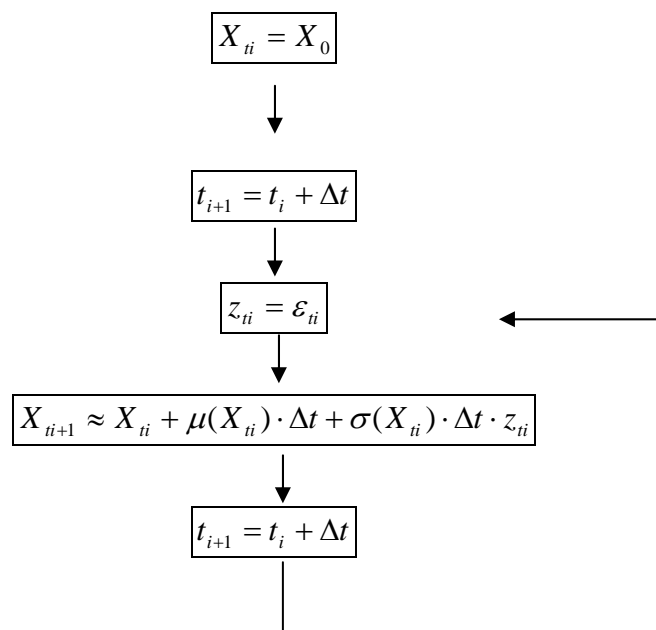 X_{ti} = X_0
t_{i+1} = t_i + Δt
z_{ti} = ε_{ti}
X_{ti+1} ≈ X_{ti} + μ(X_{ti}) · Δt + σ(X_{ti}) · Δt · z_{ti}
t_{i+1} = t_i + Δt